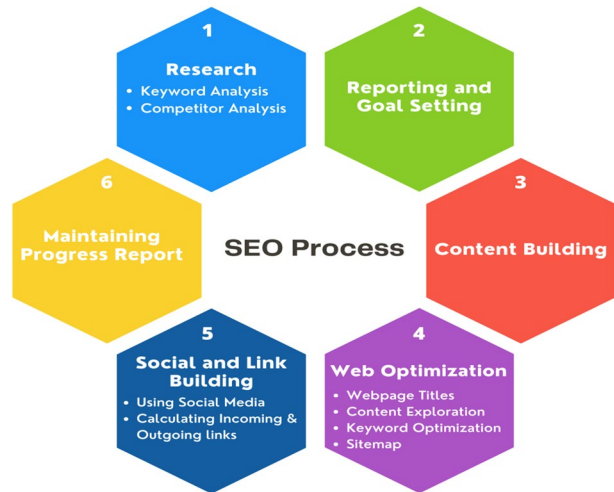 1
Research
• Keyword Analysis
• Competitor Analysis
2
Reporting and
Goal Setting
3
Content Building
4
Web Optimization
• Webpage Titles
• Content Exploration
• Keyword Optimization
• Sitemap
5
Social and Link
Building
• Using Social Media
• Calculating Incoming &
Outgoing links
6
Maintaining
Progress Report
SEO Process